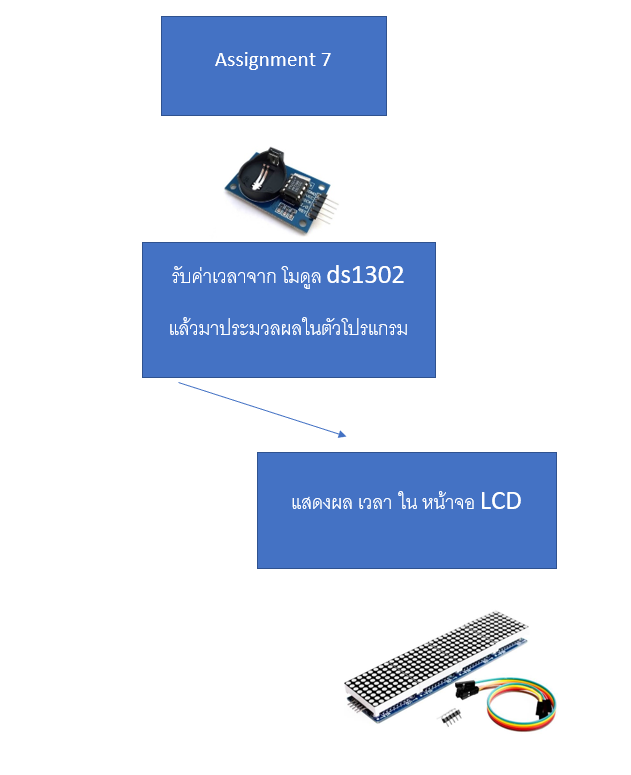 Assignment 7
รับค่าเวลาจาก โมดูล ds1302
แล้วมาประมวลผลในตัวโปรแกรม
แสดงผล เวลา ใน หน้าจอ LCD